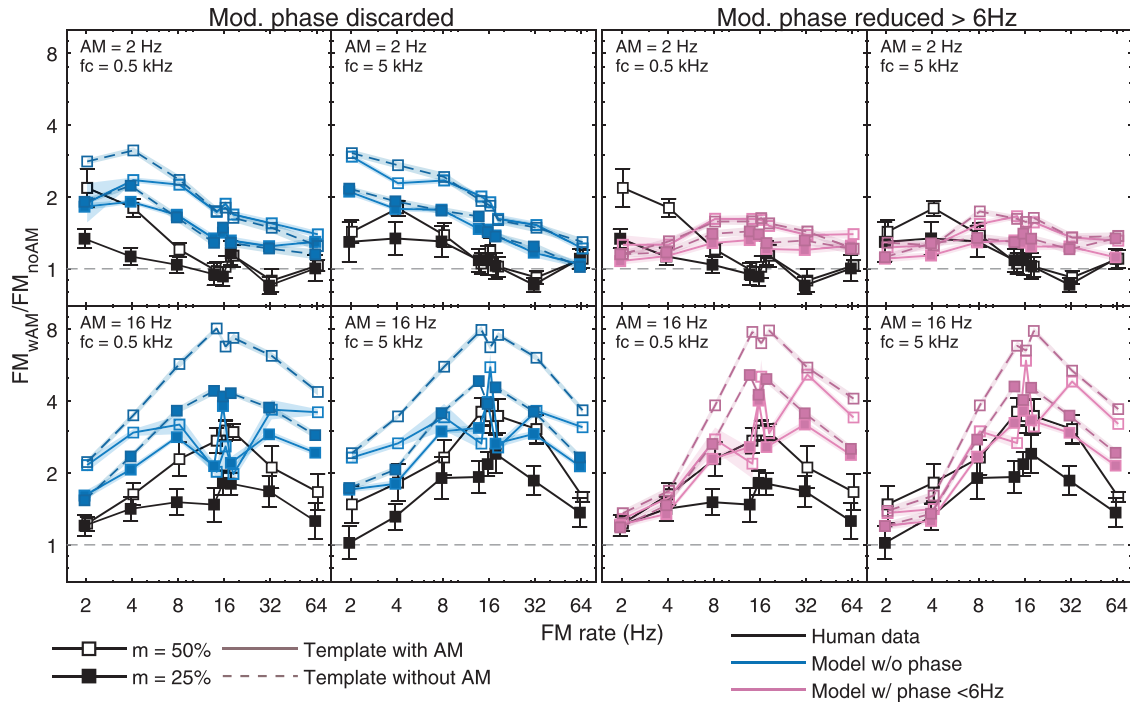 Mod. phase discarded
Mod. phase reduced > 6Hz
AM = 2 Hz
fc = 0.5 kHz
AM = 2 Hz
fc = 5 kHz
AM = 2 Hz
fc = 0.5 kHz
AM = 2 Hz
fc = 5 kHz
8
4
2
1
FMwAM/FMnoAM
AM = 16 Hz
fc = 0.5 kHz
AM = 16 Hz
fc = 5 kHz
AM = 16 Hz
fc = 0.5 kHz
AM = 16 Hz
fc = 5 kHz
8
4
2
1
2 4 8 16 32 64
2 4 8 16 32 64
2 4 8 16 32 64
2 4 8 16 32 64
FM rate (Hz)
m = 50%
Template with AM
m = 25%
Template without AM
Human data
Model w/o phase
Model w/ phase <6Hz